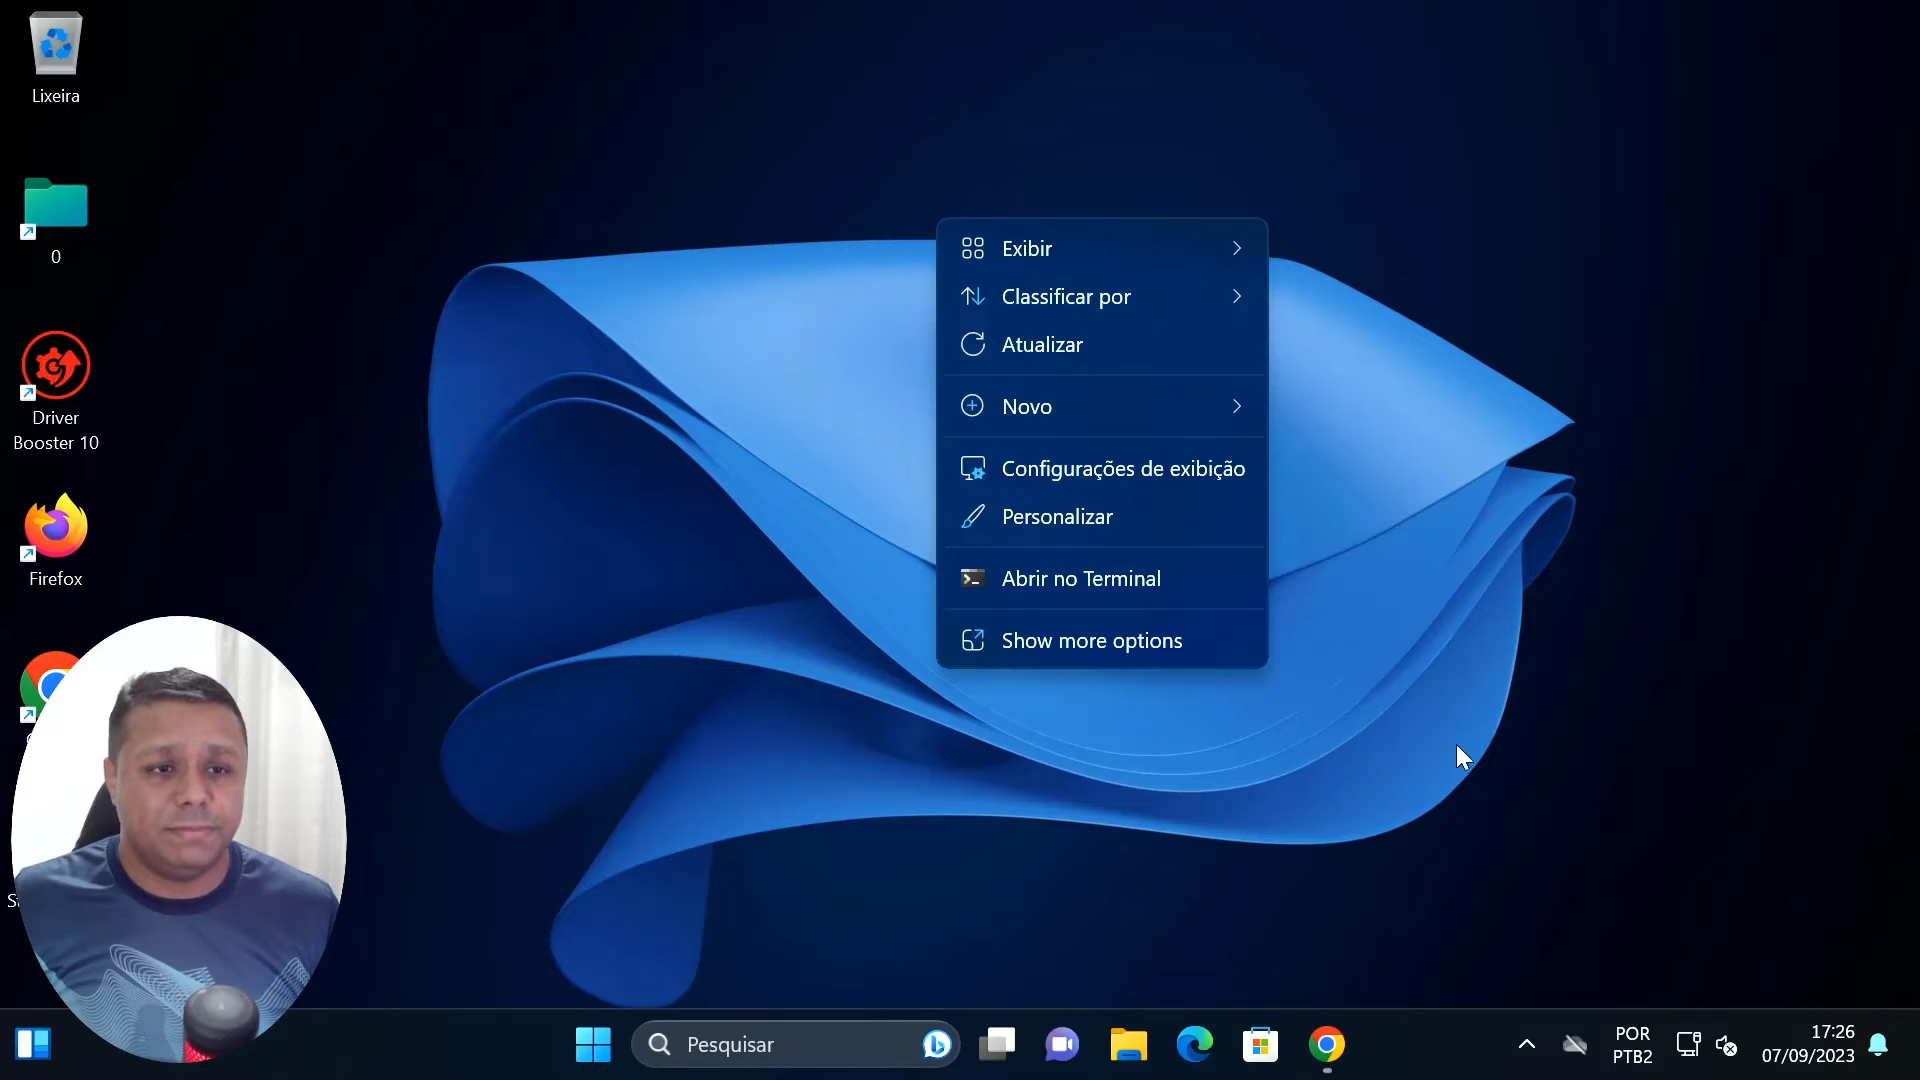 Lixeira
0
Driver
Booster 10
Firefox
Exibir
Classificar por
Atualizar
Novo
Configurações de exibição
Personalizar
Abrir no Terminal
Show more options
Pesquisar
POR
PTB2
17:26
07/09/2023